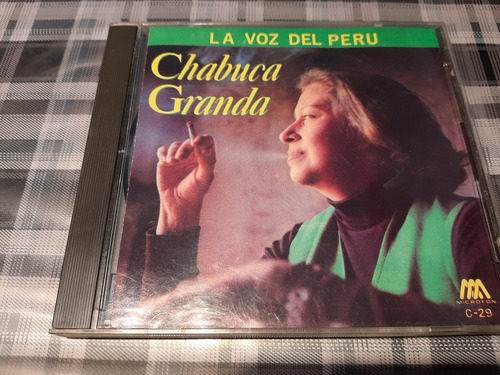 LA VOZ DEL PERU
Chabuca
Granda
MICROFON
C-29